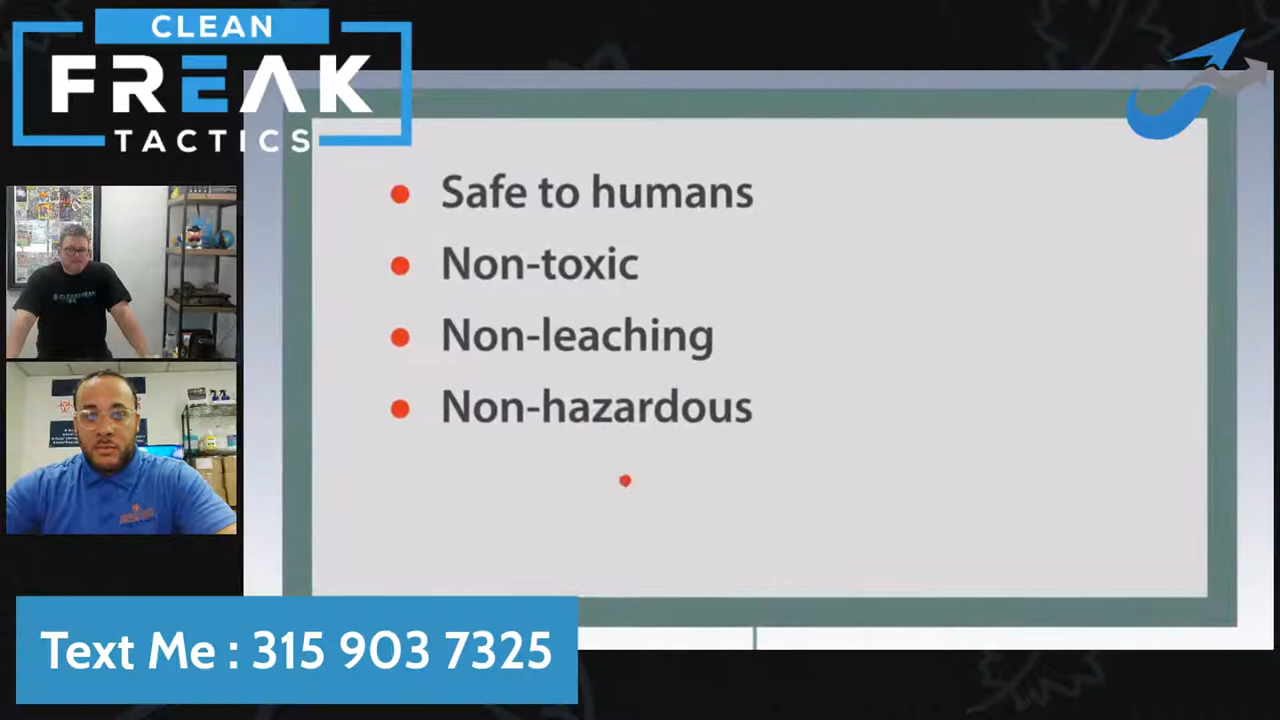 CLEAN
FREAK
TACTICS
Safe to humans
Non-toxic
Non-leaching
Non-hazardous
Text Me : 315 903 7325